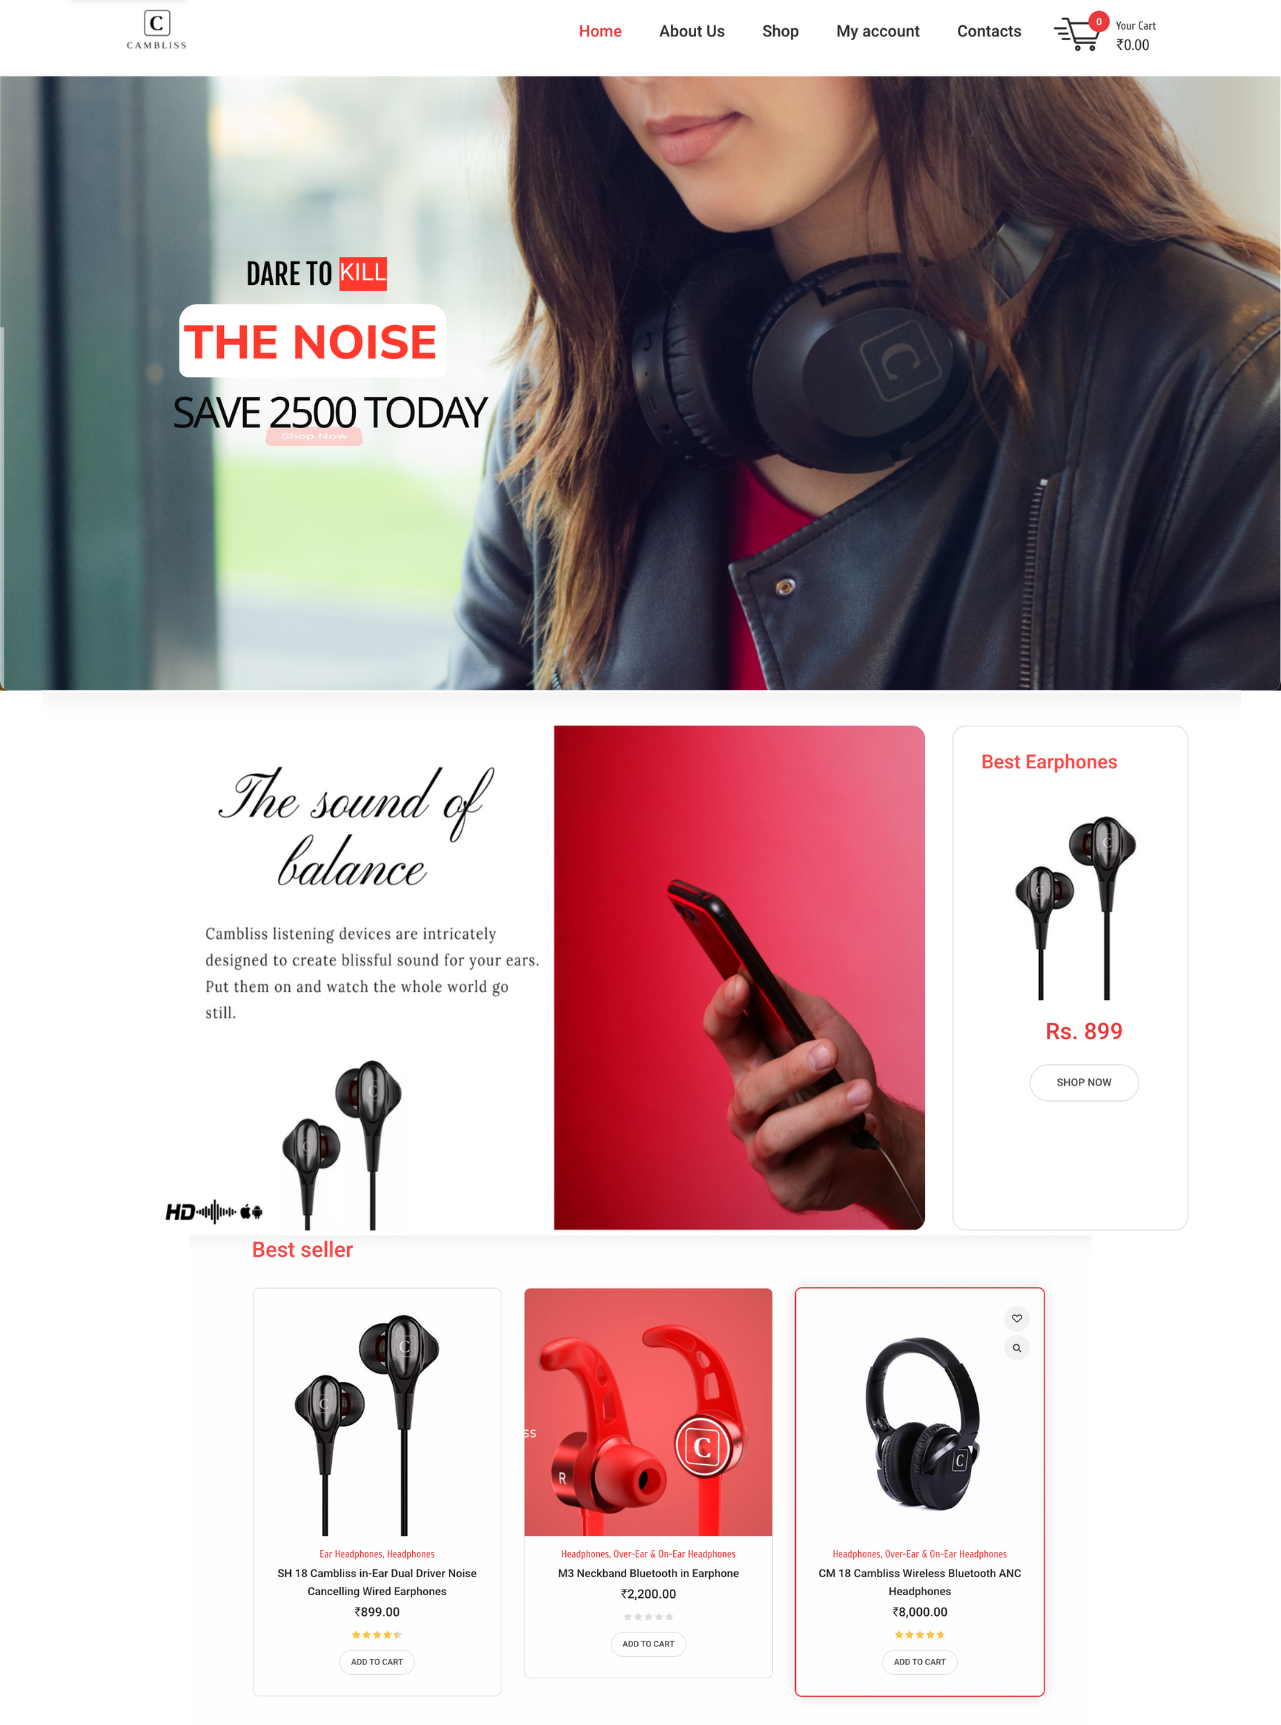 C
CAMBLISS
Home
About Us
Shop
My account
Contacts
0
Your Cart
₹0.00
DARE TO KILL
THE NOISE
SAVE 2500 TODAY
Shop Now
C
The sound of
balance
Cambliss listening devices are intricately
designed to create blissful sound for your ears.
Put them on and watch the whole world go
still.
C
C
HD
Best Earphones
C
C
Rs. 899
SHOP NOW
Best seller
C
C
Ear Headphones, Headphones
SH 18 Cambliss in-Ear Dual Driver Noise
Cancelling Wired Earphones
₹899.00
ADD TO CART
ss
R
C
Headphones, Over-Ear & On-Ear Headphones
M3 Neckband Bluetooth in Earphone
₹2,200.00
ADD TO CART
C
Headphones, Over-Ear & On-Ear Headphones
CM 18 Cambliss Wireless Bluetooth ANC
Headphones
₹8,000.00
ADD TO CART